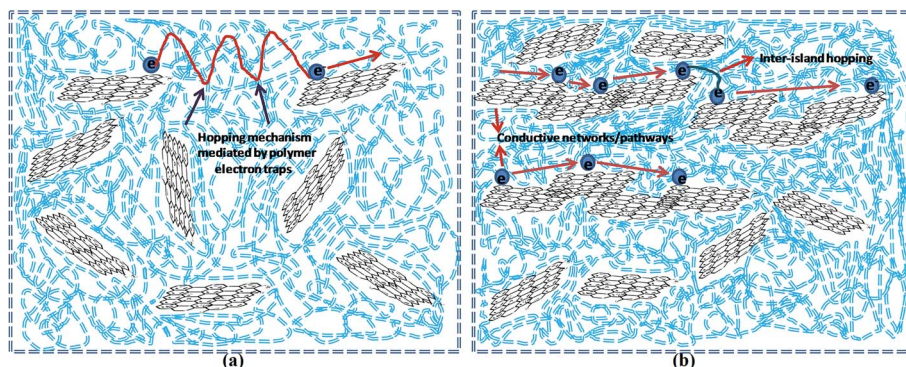 e
e
Hopping mechanism
mediated by polymer
electron traps
(a)
Inter-island hopping
e
e
e
e
e
Conductive networks/pathways
e
e
e
(b)